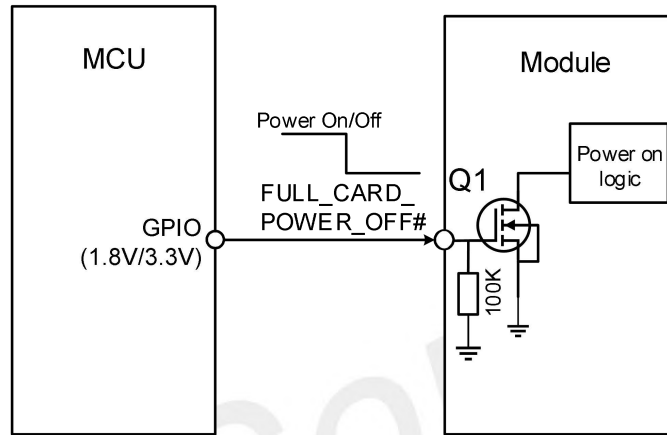 MCU
Module
Power On/Off
Power on
logic
Q1
FULL_CARD_
POWER_OFF#
GPIO
(1.8V/3.3V)
100K